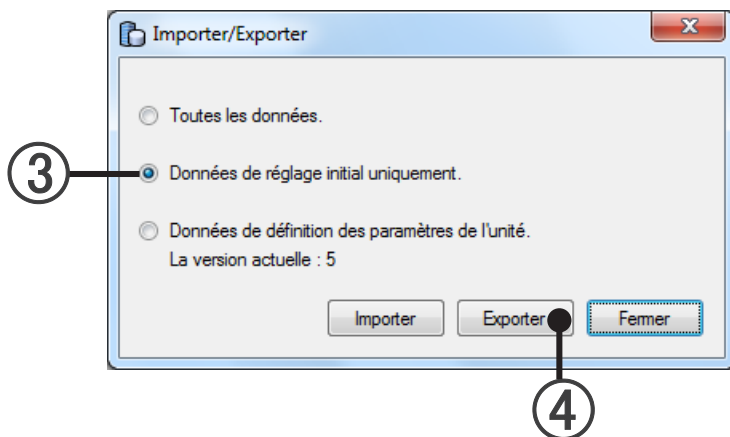 Importer/Exporter
Toutes les données.
③
Données de réglage initial uniquement.
Données de définition des paramètres de l'unité.
La version actuelle : 5
Importer
Exporter
Fermer
④